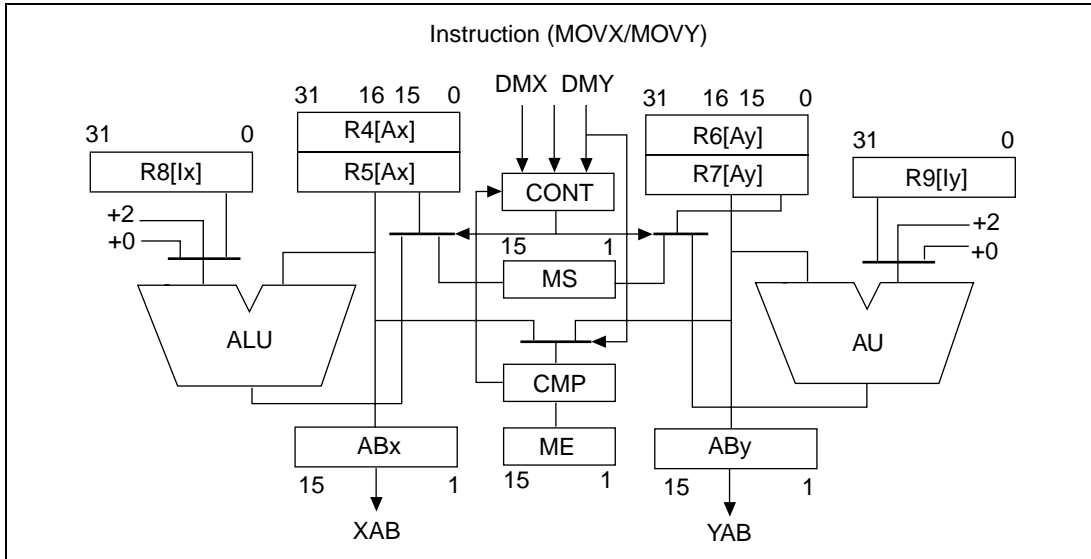 Instruction (MOVX/MOVY)
DMX DMY
31 16 15 0
31 16 15 0
R4[Ax]
R6[Ay]
31 0
31 0
R5[Ax]
R7[Ay]
R8[Ix]
CONT
R9[Iy]
+2
+2
+0
+0
15 1
MS
ALU
AU
CMP
ABx
ME
ABy
15 1
15 1
15 1
XAB
YAB